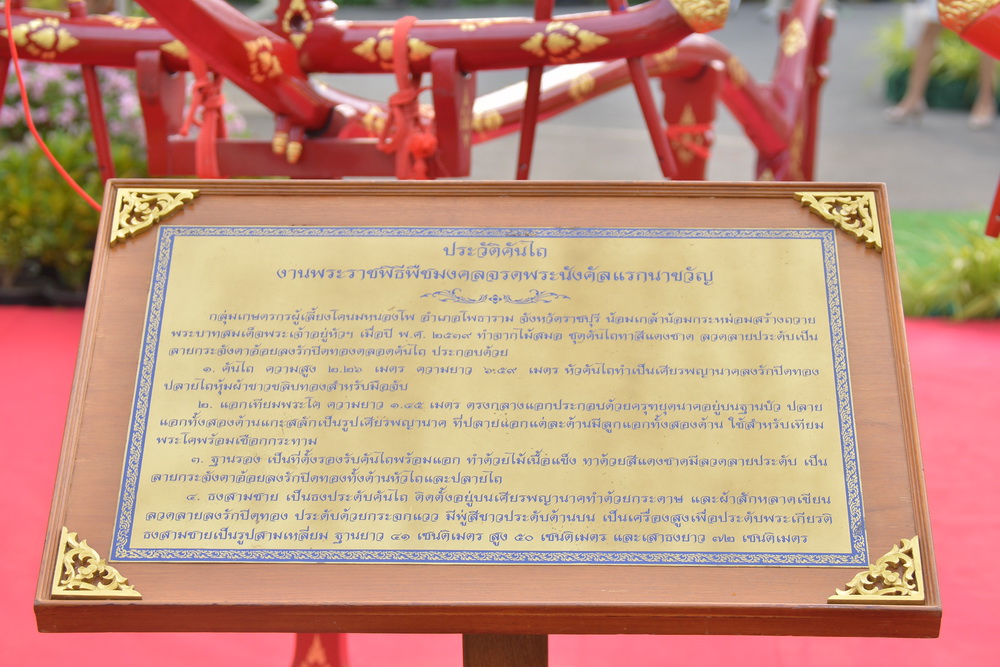 ประวัติคันไถ
งานพระราชพิธีพืชมงคลจรดพระนังคัลแรกนาขวัญ
กลุ่มเกษตรกรผู้เลี้ยงโคนมหนองโพ อำเภอโพธาราม จังหวัดราชบุรี น้อมเกล้าน้อมกระหม่อมสร้างถวาย
พระบาทสมเด็จพระเจ้าอยู่หัวฯ เมื่อปี พ.ศ. ๒๕๓๙ ทำจากไม้สมอ ชุดคันไถทาสีแดงชาด ลวดลายประดับเป็น
ลายกระจังตาอ้อยลงรักปิดทองตลอดคันไถ ประกอบด้วย
๑. คันไถ ความสูง ๒.๒๖ เมตร ความยาว ๖.๕๙ เมตร หัวคันไถทำเป็นเศียรพญานาคลงรักปิดทอง
ปลายไถหุ้มผ้าขาวขลิบทองสำหรับมือจับ
๒. แอกเทียมพระโค ความยาว ๑.๔๕ เมตร ตรงกลางแอกประกอบด้วยครุฑยุดนาคอยู่บนฐานบัว ปลาย
แอกทั้งสองด้านแกะสลักเป็นรูปเศียรพญานาค ที่ปลายแอกแต่ละด้านมีลูกแอกทั้งสองด้าน ใช้สำหรับเทียม
พระโคพร้อมเชือกกระทาม
๓. ฐานรอง เป็นที่ตั้งรองรับคันไถพร้อมแอก ทำด้วยไม้เนื้อแข็ง ทาด้วยสีแดงชาดมีลวดลายประดับ เป็น
ลายกระจังตาอ้อยลงรักปิดทองทั้งด้านหัวไถและปลายไถ
๔. ธงสามชาย เป็นธงประดับคันไถ ติดตั้งอยู่บนเศียรพญานาคทำด้วยกระดาษ และผ้าสักหลาดเขียน
ลวดลายลงรักปิดทอง ประดับด้วยกระจกแวว มีพู่สีขาวประดับด้านบน เป็นเครื่องสูงเพื่อประดับพระเกียรติ
ธงสามชายเป็นรูปสามเหลี่ยม ฐานยาว ๔๑ เซนติเมตร สูง ๕๐ เซนติเมตร และเสาธงยาว ๗๒ เซนติเมตร